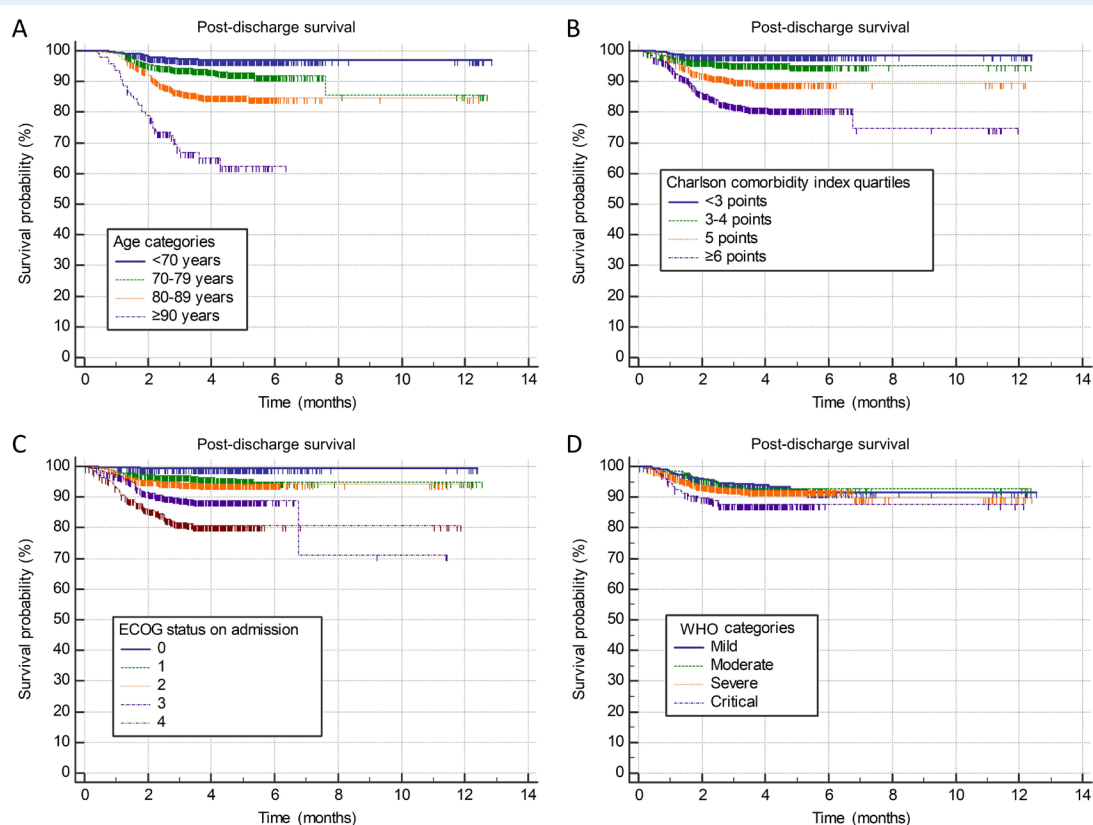 A
Post-discharge survival
100
90
80
70
60
50
40
30
20
10
0
Survival probability (%)
Age categories
<70 years
70-79 years
80-89 years
≥90 years
0 2 4 6 8 10 12 14
Time (months)
B
Post-discharge survival
100
90
80
70
60
50
40
30
20
10
0
Survival probability (%)
Charlson comorbidity index quartiles
<3 points
3-4 points
5 points
≥6 points
0 2 4 6 8 10 12 14
Time (months)
C
Post-discharge survival
100
90
80
70
60
50
40
30
20
10
0
Survival probability (%)
ECOG status on admission
0
1
2
3
4
0 2 4 6 8 10 12 14
Time (months)
D
Post-discharge survival
100
90
80
70
60
50
40
30
20
10
0
Survival probability (%)
WHO categories
Mild
Moderate
Severe
Critical
0 2 4 6 8 10 12 14
Time (months)